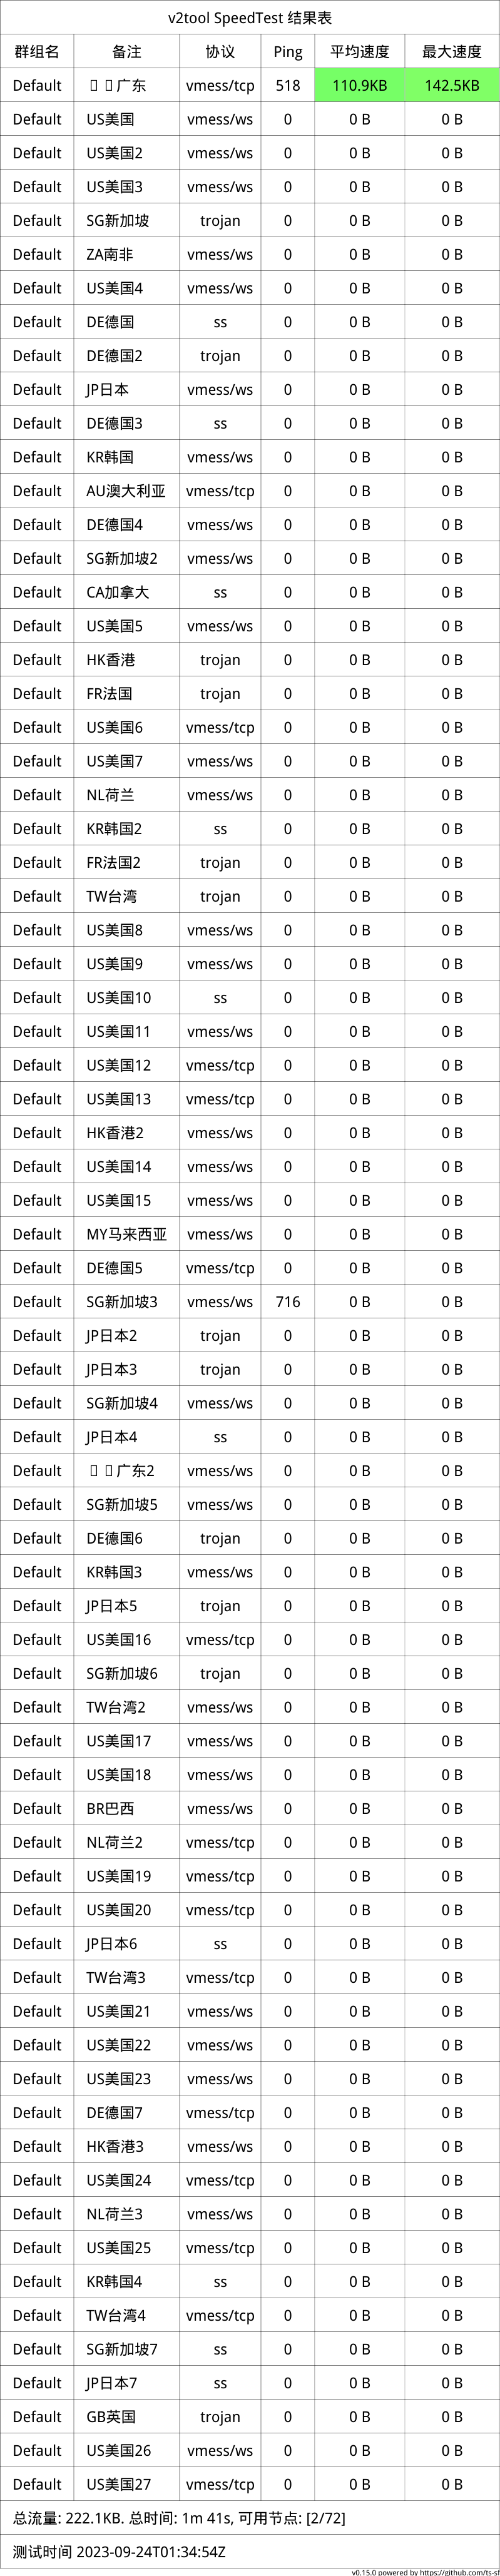 v2tool SpeedTest 结果表
群组名 备注 协议 Ping 平均速度 最大速度
Default 广东 vmess/tcp 518 110.9KB 142.5KB
Default US美国 vmess/ws 0 0 B 0 B
Default US美国2 vmess/ws 0 0 B 0 B
Default US美国3 vmess/ws 0 0 B 0 B
Default SG新加坡 trojan 0 0 B 0 B
Default ZA南非 vmess/ws 0 0 B 0 B
Default US美国4 vmess/ws 0 0 B 0 B
Default DE德国 ss 0 0 B 0 B
Default DE德国2 trojan 0 0 B 0 B
Default JP日本 vmess/ws 0 0 B 0 B
Default DE德国3 ss 0 0 B 0 B
Default KR韩国 vmess/ws 0 0 B 0 B
Default AU澳大利亚 vmess/tcp 0 0 B 0 B
Default DE德国4 vmess/ws 0 0 B 0 B
Default SG新加坡2 vmess/ws 0 0 B 0 B
Default CA加拿大 ss 0 0 B 0 B
Default US美国5 vmess/ws 0 0 B 0 B
Default HK香港 trojan 0 0 B 0 B
Default FR法国 trojan 0 0 B 0 B
Default US美国6 vmess/tcp 0 0 B 0 B
Default US美国7 vmess/ws 0 0 B 0 B
Default NL荷兰 vmess/ws 0 0 B 0 B
Default KR韩国2 ss 0 0 B 0 B
Default FR法国2 trojan 0 0 B 0 B
Default TW台湾 trojan 0 0 B 0 B
Default US美国8 vmess/ws 0 0 B 0 B
Default US美国9 vmess/ws 0 0 B 0 B
Default US美国10 ss 0 0 B 0 B
Default US美国11 vmess/ws 0 0 B 0 B
Default US美国12 vmess/tcp 0 0 B 0 B
Default US美国13 vmess/tcp 0 0 B 0 B
Default HK香港2 vmess/ws 0 0 B 0 B
Default US美国14 vmess/ws 0 0 B 0 B
Default US美国15 vmess/ws 0 0 B 0 B
Default MY马来西亚 vmess/ws 0 0 B 0 B
Default DE德国5 vmess/tcp 0 0 B 0 B
Default SG新加坡3 vmess/ws 716 0 B 0 B
Default JP日本2 trojan 0 0 B 0 B
Default JP日本3 trojan 0 0 B 0 B
Default SG新加坡4 vmess/ws 0 0 B 0 B
Default JP日本4 ss 0 0 B 0 B
Default 广东2 vmess/ws 0 0 B 0 B
Default SG新加坡5 vmess/ws 0 0 B 0 B
Default DE德国6 trojan 0 0 B 0 B
Default KR韩国3 vmess/ws 0 0 B 0 B
Default JP日本5 trojan 0 0 B 0 B
Default US美国16 vmess/tcp 0 0 B 0 B
Default SG新加坡6 trojan 0 0 B 0 B
Default TW台湾2 vmess/ws 0 0 B 0 B
Default US美国17 vmess/ws 0 0 B 0 B
Default US美国18 vmess/ws 0 0 B 0 B
Default BR巴西 vmess/ws 0 0 B 0 B
Default NL荷兰2 vmess/tcp 0 0 B 0 B
Default US美国19 vmess/tcp 0 0 B 0 B
Default US美国20 vmess/tcp 0 0 B 0 B
Default JP日本6 ss 0 0 B 0 B
Default TW台湾3 vmess/tcp 0 0 B 0 B
Default US美国21 vmess/ws 0 0 B 0 B
Default US美国22 vmess/ws 0 0 B 0 B
Default US美国23 vmess/ws 0 0 B 0 B
Default DE德国7 vmess/tcp 0 0 B 0 B
Default HK香港3 vmess/ws 0 0 B 0 B
Default US美国24 vmess/tcp 0 0 B 0 B
Default NL荷兰3 vmess/ws 0 0 B 0 B
Default US美国25 vmess/tcp 0 0 B 0 B
Default KR韩国4 ss 0 0 B 0 B
Default TW台湾4 vmess/tcp 0 0 B 0 B
Default SG新加坡7 ss 0 0 B 0 B
Default JP日本7 ss 0 0 B 0 B
Default GB英国 trojan 0 0 B 0 B
Default US美国26 vmess/ws 0 0 B 0 B
Default US美国27 vmess/tcp 0 0 B 0 B
总流量: 222.1KB. 总时间: 1m 41s, 可用节点: [2/72]
测试时间 2023-09-24T01:34:54Z
v0.15.0 powered by https://github.com/ts-sl